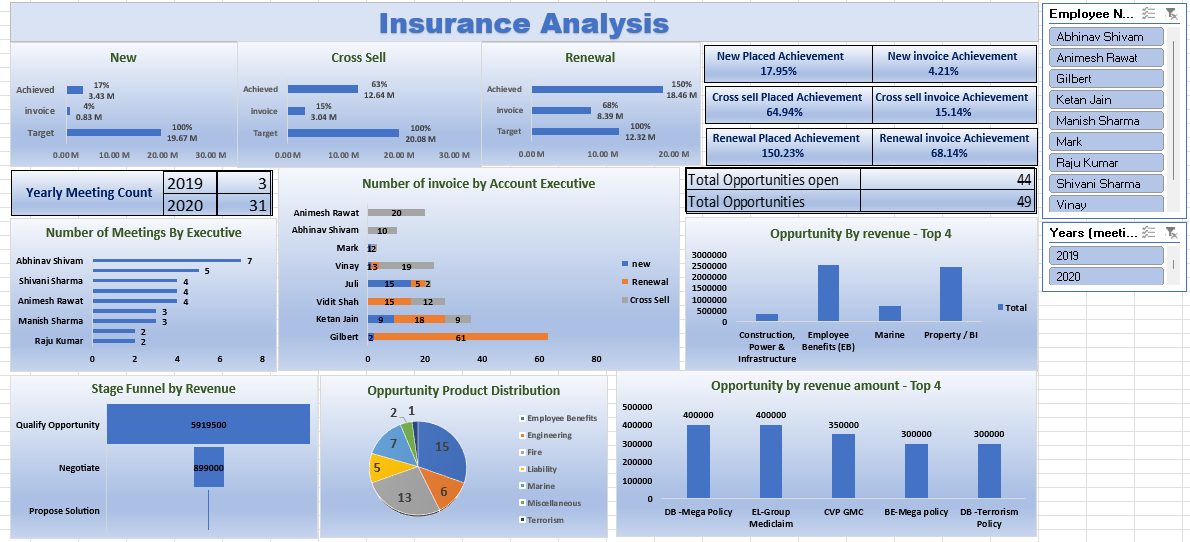 Insurance Analysis
New
Achieved
17%
3.43 M
invoice
4%
0.83 M
Target
100%
19.67 M
0.00 M 10.00 M 20.00 M 30.00 M
Cross Sell
Achieved
63%
12.64 M
invoice
15%
3.04 M
Target
100%
20.08 M
0.00 M 10.00 M 20.00 M 30.00 M
Renewal
Achieved
150%
18.46 M
invoice
68%
8.39 M
Target
100%
12.32 M
0.00 M 10.00 M 20.00 M
New Placed Achievement
17.95%
New invoice Achievement
4.21%
Cross sell Placed Achievement
64.94%
Cross sell invoice Achievement
15.14%
Renewal Placed Achievement
150.23%
Renewal invoice Achievement
68.14%
Employee N...
Abhinav Shivam
Animesh Rawat
Gilbert
Ketan Jain
Manish Sharma
Mark
Raju Kumar
Shivani Sharma
Vinay
Yearly Meeting Count
2019 3
2020 31
Number of invoice by Account Executive
Animesh Rawat 20
Abhinav Shivam 10
Mark 12
Vinay 13 19
Juli 15 5 2
Vidit Shah 15 12
Ketan Jain 9 18 9
Gilbert 2 61
0 20 40 60 80
new
Renewal
Cross Sell
Total Opportunities open 44
Total Opportunities 49
Years (meeti...
2019
2020
Number of Meetings By Executive
Abhinav Shivam 7
5
Shivani Sharma 4
4
Animesh Rawat 4
3
Manish Sharma 3
2
Raju Kumar 2
0 2 4 6 8
Oppurtunity By revenue - Top 4
3000000
2500000
2000000
1500000
1000000
500000
0
Construction,
Power &
Infrastructure
Employee
Benefits (EB)
Marine
Property / BI
Total
Stage Funnel by Revenue
Qualify Opportunity 5919500
Negotiate 899000
Propose Solution
Oppurtunity Product Distribution
15
6
13
5
7
2
1
Employee Benefits
Engineering
Fire
Liability
Marine
Miscellaneous
Terrorism
Opportunity by revenue amount - Top 4
500000
400000
300000
200000
100000
0
400000 400000 350000 300000 300000
DB -Mega Policy
EL-Group
Mediclaim
CVP GMC
BE-Mega policy
DB -Terrorism
Policy